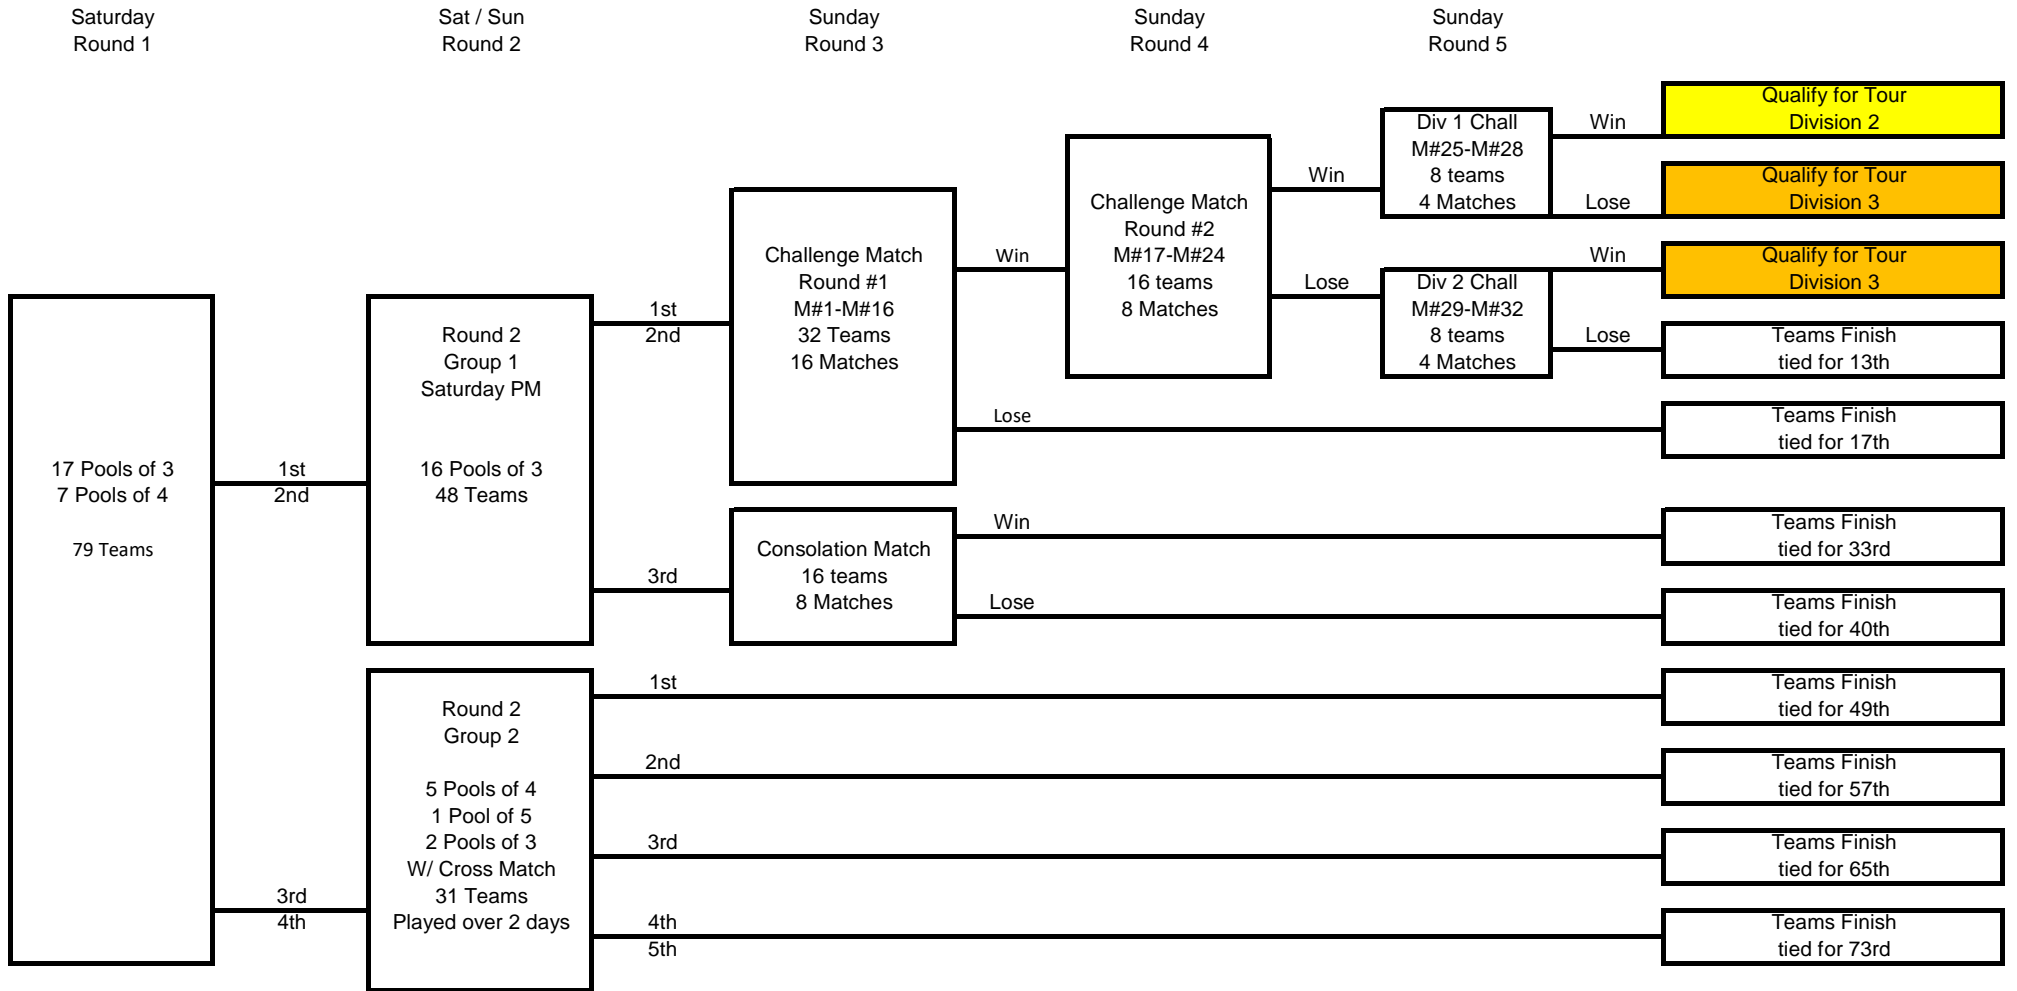 Saturday
Round 1
Sat / Sun
Round 2
Sunday
Round 3
Sunday
Round 4
Sunday
Round 5
17 Pools of 3
7 Pools of 4
79 Teams
1st
2nd
3rd
4th
Round 2
Group 1
Saturday PM
16 Pools of 3
48 Teams
1st
2nd
3rd
Round 2
Group 2
5 Pools of 4
1 Pool of 5
2 Pools of 3
W/ Cross Match
31 Teams
Played over 2 days
1st
2nd
3rd
4th
5th
Challenge Match
Round #1
M#1-M#16
32 Teams
16 Matches
Win
Lose
Consolation Match
16 teams
8 Matches
Win
Lose
Challenge Match
Round #2
M#17-M#24
16 teams
8 Matches
Win
Lose
Div 1 Chall
M#25-M#28
8 teams
4 Matches
Win
Lose
Div 2 Chall
M#29-M#32
8 teams
4 Matches
Win
Lose
Qualify for Tour
Division 2
Qualify for Tour
Division 3
Qualify for Tour
Division 3
Teams Finish
tied for 13th
Teams Finish
tied for 17th
Teams Finish
tied for 33rd
Teams Finish
tied for 40th
Teams Finish
tied for 49th
Teams Finish
tied for 57th
Teams Finish
tied for 65th
Teams Finish
tied for 73rd